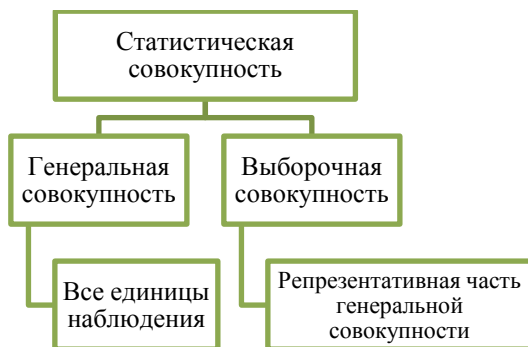 Статистическая
совокупность
Генеральная
совокупность
Выборочная
совокупность
Все единицы
наблюдения
Репрезентативная часть
генеральной
совокупности